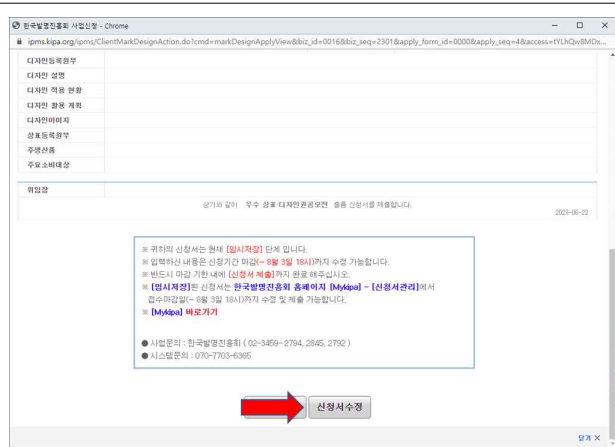 한국발명진흥회 사업신청 - Chrome
ipms.kipa.org/ipms/ClientMarkDesignAction.do?cmd=markDesignApplyView&biz_id=0016&biz_seq=2301&apply_form_id=0000&apply_seq=4&access=tYLhQw8MDx...
디자인등록원부
디자인 설명
디자인 적용 현황
디자인 활용 계획
디자인이미지
상표등록원부
주생산품
주요소비대상
위임장
상기와 같이 우수 상표·디자인권공모전 출품 신청서를 제출합니다.
2023-06-22
※ 귀하의 신청서는 현재 [임시저장] 단계 입니다.
※ 입력하신 내용은 신청기간 마감(~ 8월 3일 18시)까지 수정 가능합니다.
※ 반드시 마감 기한 내에 [신청서 제출]까지 완료 해주십시오.
※ [임시저장]된 신청서는 한국발명진흥회 홈페이지 [Mykipa] - [신청서관리]에서
접수마감일(~ 8월 3일 18시)까지 수정 및 제출 가능합니다.
※ [Mykipa] 바로가기
● 사업문의 : 한국발명진흥회 ( 02-3459- 2794, 2845, 2792 )
● 시스템문의 : 070-7703-6365
신청서수정
닫기 X